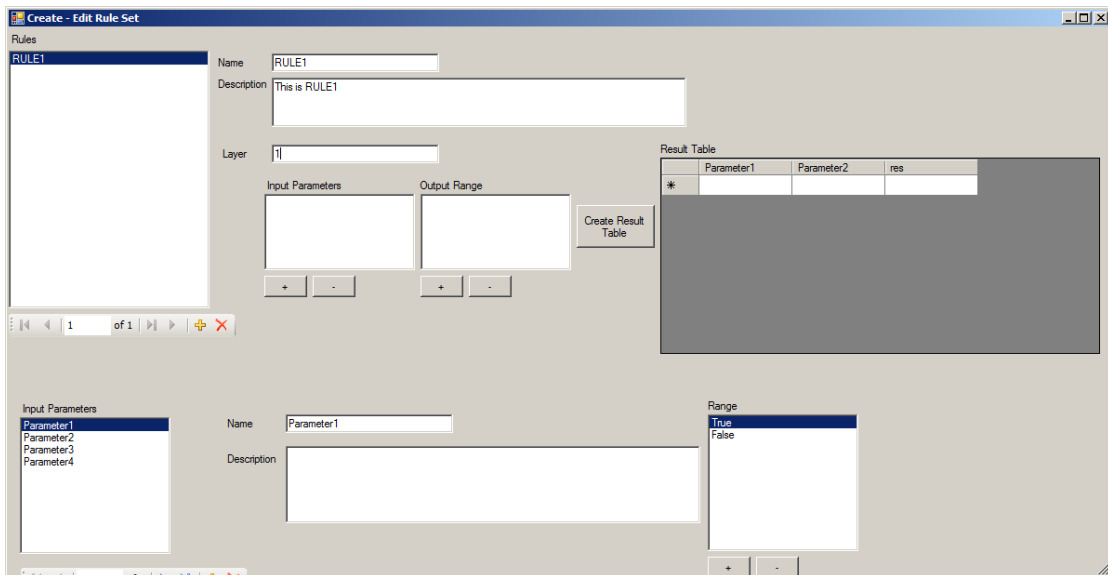 Create - Edit Rule Set
Rules
RULE1
Name
RULE1
Description
This is RULE1
Layer
1
Input Parameters
Output Range
+
-
+
-
Create Result
Table
Result Table
Parameter1
Parameter2
res
1
of 1
Input Parameters
Parameter1
Parameter2
Parameter3
Parameter4
Name
Parameter1
Description
Range
True
False
+
-